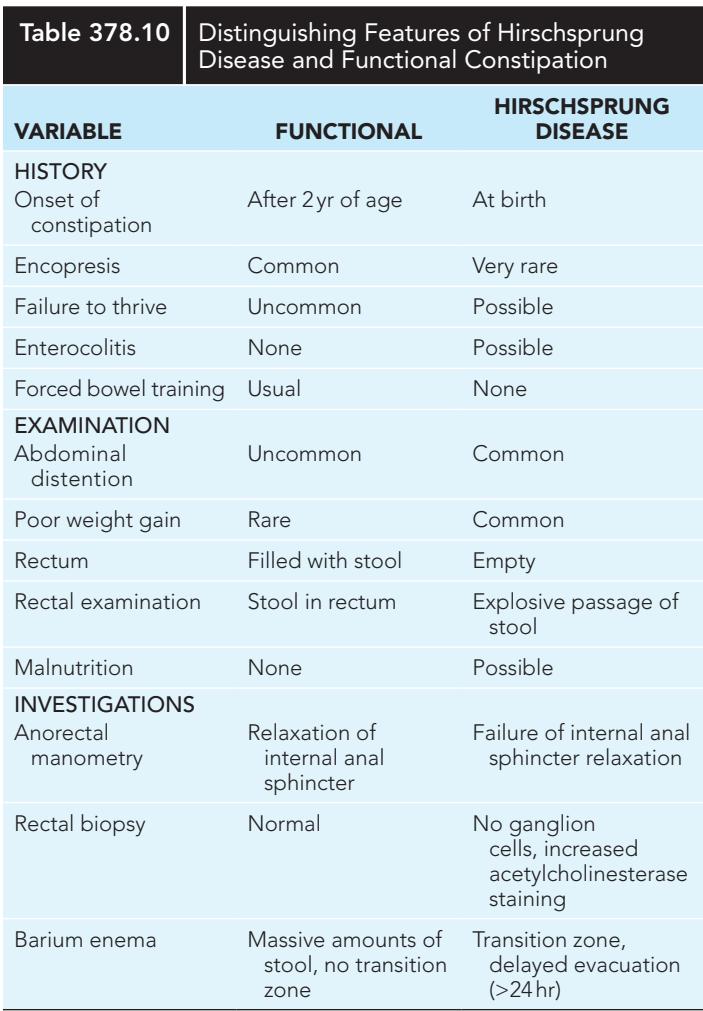 Table 378.10 Distinguishing Features of Hirschsprung
Disease and Functional Constipation
HIRSCHSPRUNG
VARIABLE FUNCTIONAL DISEASE
HISTORY
Onset of After 2 yr of age At birth
constipation
Encopresis Common Very rare
Failure to thrive Uncommon Possible
Enterocolitis None Possible
Forced bowel training Usual None
EXAMINATION
Abdominal Uncommon Common
distention
Poor weight gain Rare Common
Rectum Filled with stool Empty
Rectal examination Stool in rectum Explosive passage of
stool
Malnutrition None Possible
INVESTIGATIONS
Anorectal Relaxation of Failure of internal anal
manometry internal anal sphincter relaxation
sphincter
Rectal biopsy Normal No ganglion
cells, increased
acetylcholinesterase
staining
Barium enema Massive amounts of Transition zone,
stool, no transition delayed evacuation
zone (>24 hr)